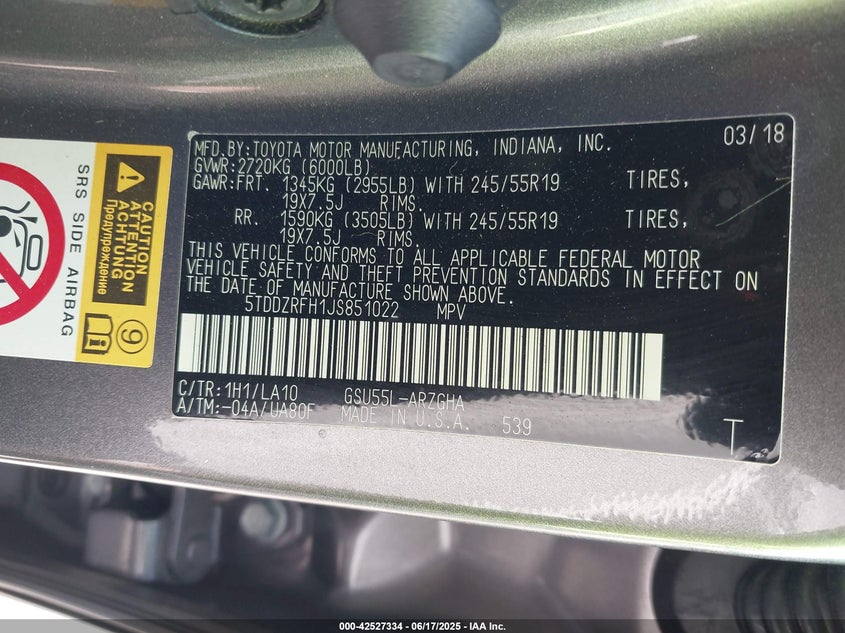 MFD.BY:TOYOTA MOTOR MANUFACTURING, INDIANA, INC. 03/18
GVWR:2720KG (6000LB)
GAWR:FRT. 1345KG (2955LB) WITH 245/55R19 TIRES,
19X7.5J RIMS.
RR. 1590KG (3505LB) WITH 245/55R19 TIRES,
19X7.5J RIMS.
THIS VEHICLE CONFORMS TO ALL APPLICABLE FEDERAL MOTOR
VEHICLE SAFETY AND THEFT PREVENTION STANDARDS IN EFFECT ON
THE DATE OF MANUFACTURE SHOWN ABOVE.
5TDDZRFH1JS851022 MPV
C/TR:1H1/LA10 GSU55L-ARZGHA
A/TM:-04A/UA80F MADE IN U.S.A. 539 T
SRS SIDE AIRBAG
CAUTION
ATTENTION
ACHTUNG
Предупреждение
9
000-42527334 - 06/17/2025 - IAA Inc.